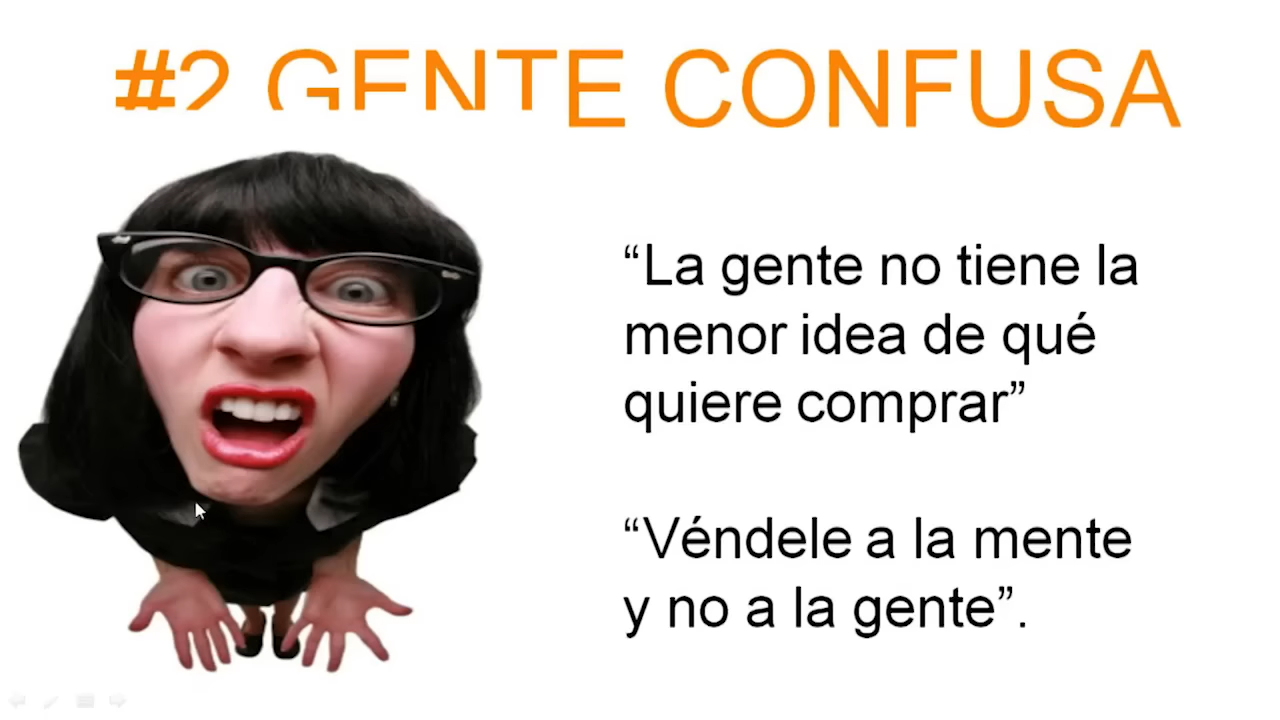 #2 GENTE CONFUSA
“La gente no tiene la
menor idea de qué
quiere comprar”
“Véndele a la mente
y no a la gente”.